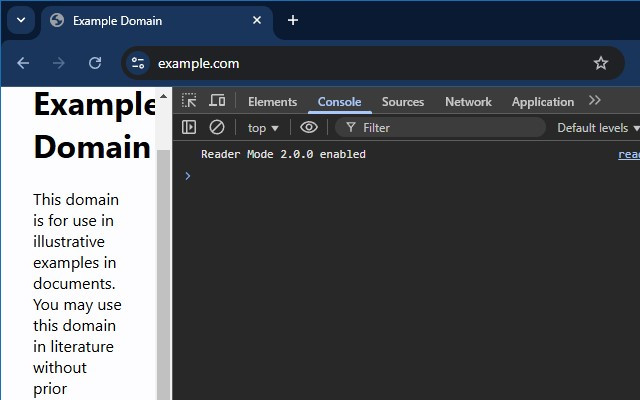 Example Domain
example.com
Example
Domain
This domain
is for use in
illustrative
examples in
documents.
You may use
this domain
in literature
without
prior
Elements Console Sources Network Application
top Filter Default levels
Reader Mode 2.0.0 enabled